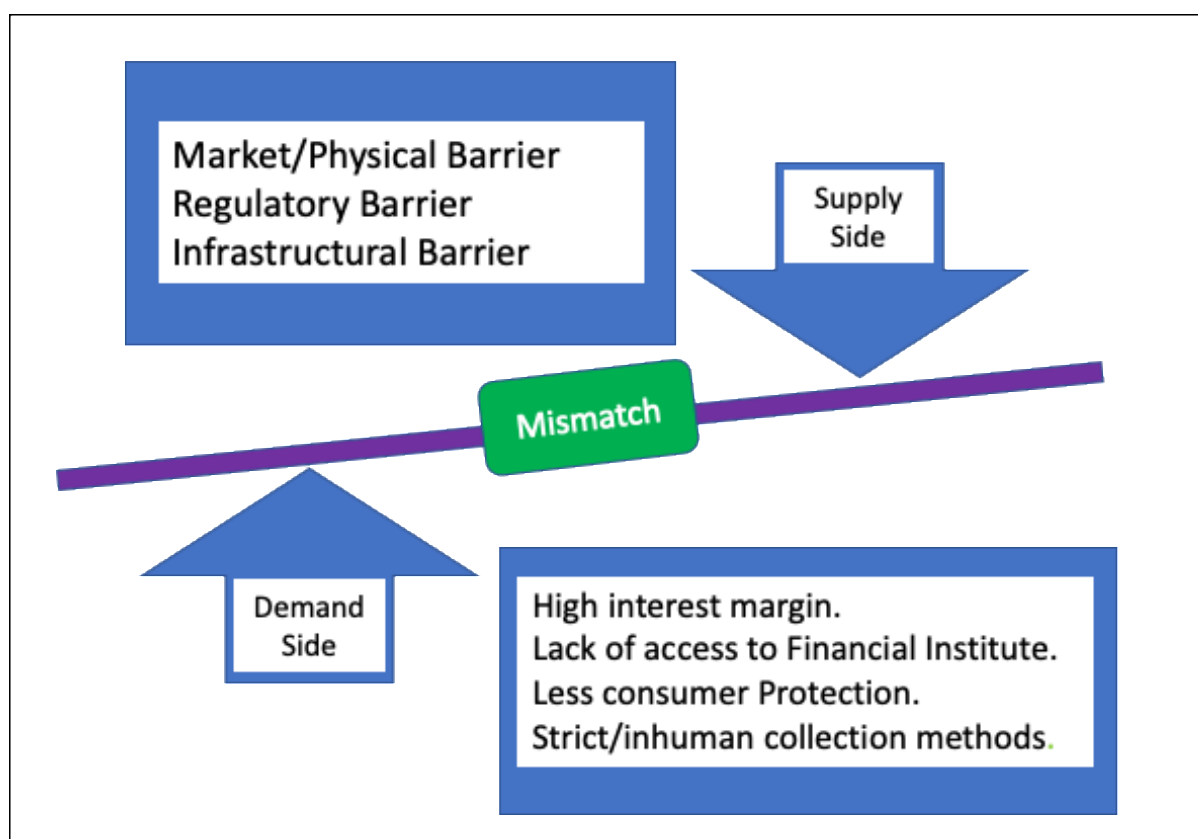 Market/Physical Barrier
Regulatory Barrier
Infrastructural Barrier
Supply
Side
Mismatch
Demand
Side
High interest margin.
Lack of access to Financial Institute.
Less consumer Protection.
Strict/inhuman collection methods.